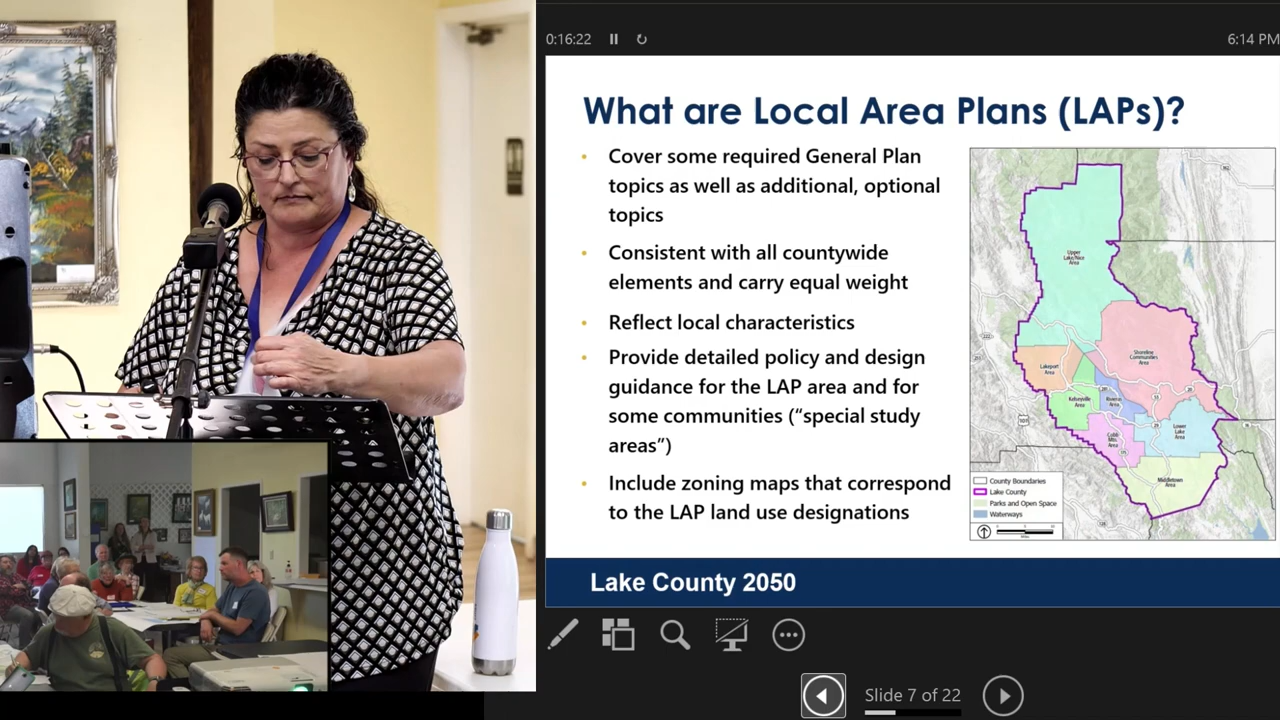 0:16:22
6:14 PM
What are Local Area Plans (LAPs)?
• Cover some required General Plan
topics as well as additional, optional
topics
• Consistent with all countywide
elements and carry equal weight
• Reflect local characteristics
• Provide detailed policy and design
guidance for the LAP area and for
some communities (“special study
areas”)
• Include zoning maps that correspond
to the LAP land use designations
Upper
Lake/Nice
Area
Shoreline
Communities
Area
Lakeport
Area
Kelseyville
Area
Rivieras
Area
Lower
Lake
Area
Cobb
Mtn.
Area
Middletown
Area
County Boundaries
Lake County
Parks and Open Space
Waterways
Lake County 2050
Slide 7 of 22